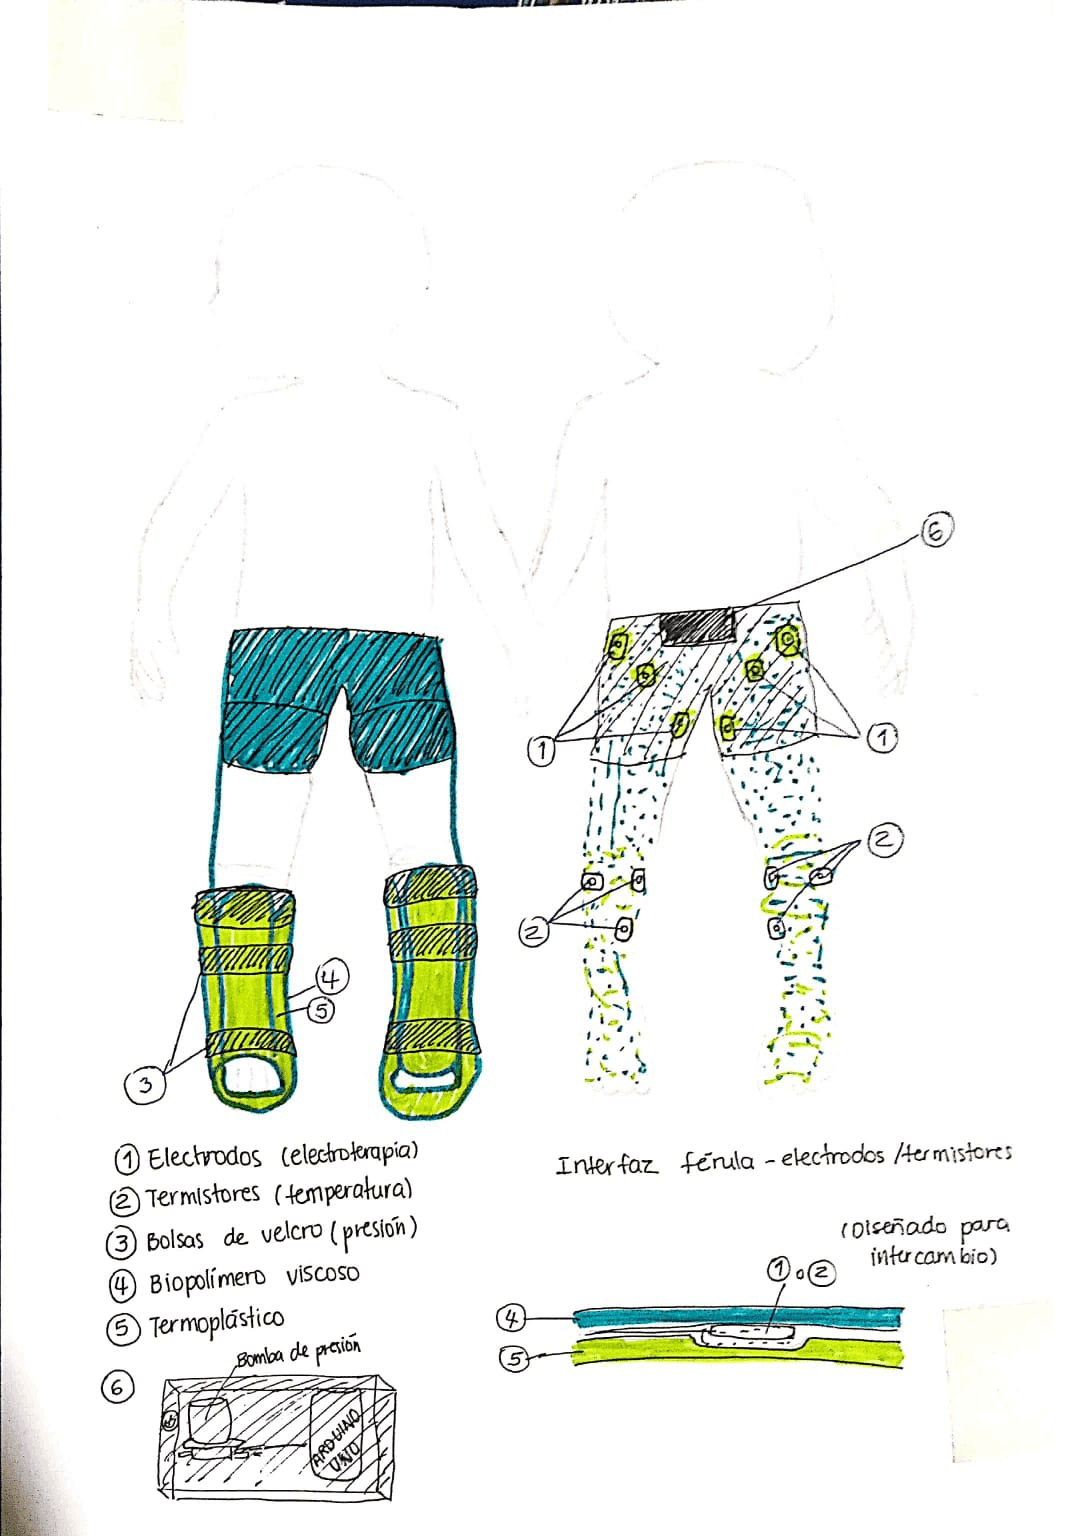 6
1
1
2
2
4
5
3
1 Electrodos (electroterapia)
2 Termistores (temperatura)
3 Bolsas de velcro (presión)
4 Biopolímero viscoso
5 Termoplástico
6
Bomba de presión
ARDUINO
UNO
Interfaz férula - electrodos /termistores
(Diseñado para
intercambio)
1 o 2
4
5